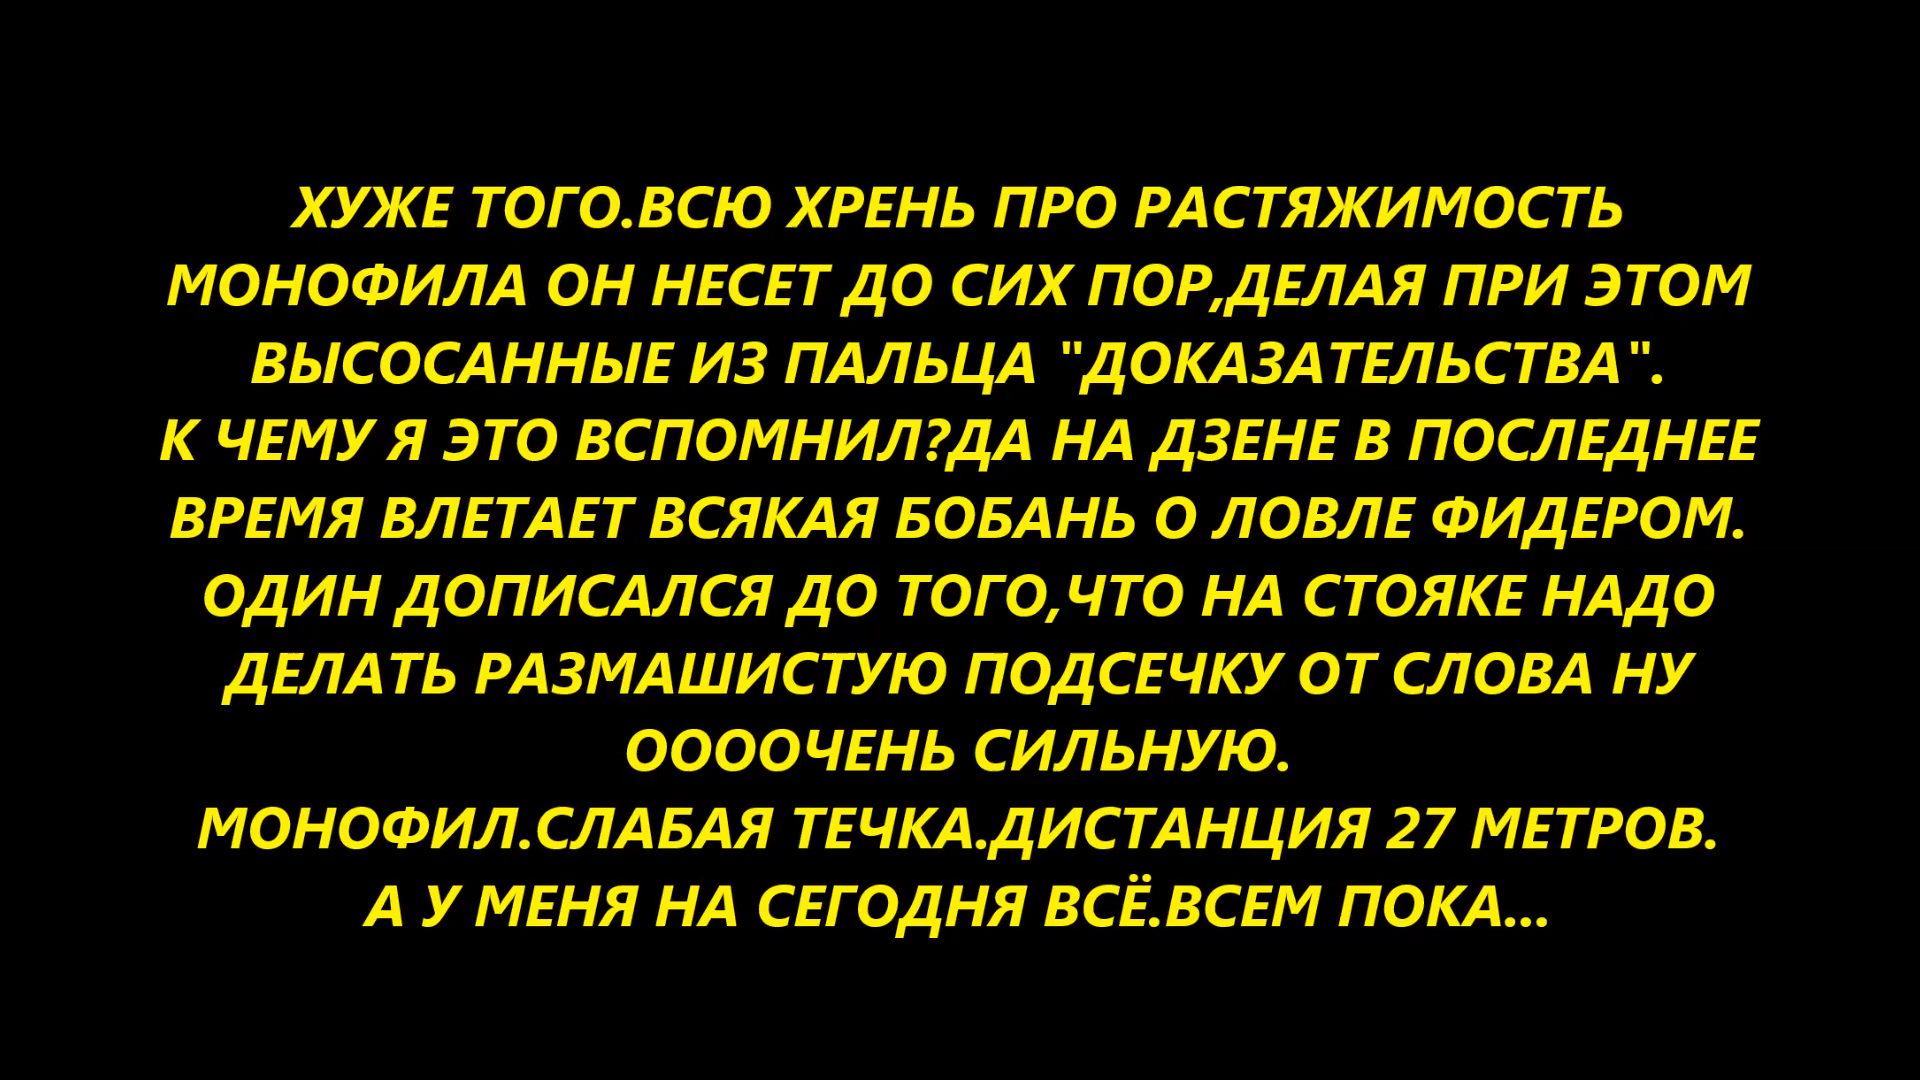 ХУЖЕ ТОГО.ВСЮ ХРЕНЬ ПРО РАСТЯЖИМОСТЬ
МОНОФИЛА ОН НЕСЕТ ДО СИХ ПОР,ДЕЛАЯ ПРИ ЭТОМ
ВЫСОСАННЫЕ ИЗ ПАЛЬЦА "ДОКАЗАТЕЛЬСТВА".
К ЧЕМУ Я ЭТО ВСПОМНИЛ?ДА НА ДЗЕНЕ В ПОСЛЕДНЕЕ
ВРЕМЯ ВЛЕТАЕТ ВСЯКАЯ БОБАНЬ О ЛОВЛЕ ФИДЕРОМ.
ОДИН ДОПИСАЛСЯ ДО ТОГО,ЧТО НА СТОЯКЕ НАДО
ДЕЛАТЬ РАЗМАШИСТУЮ ПОДСЕЧКУ ОТ СЛОВА НУ
ООООЧЕНЬ СИЛЬНУЮ.
МОНОФИЛ.СЛАБАЯ ТЕЧКА.ДИСТАНЦИЯ 27 МЕТРОВ.
А У МЕНЯ НА СЕГОДНЯ ВСЁ.ВСЕМ ПОКА...